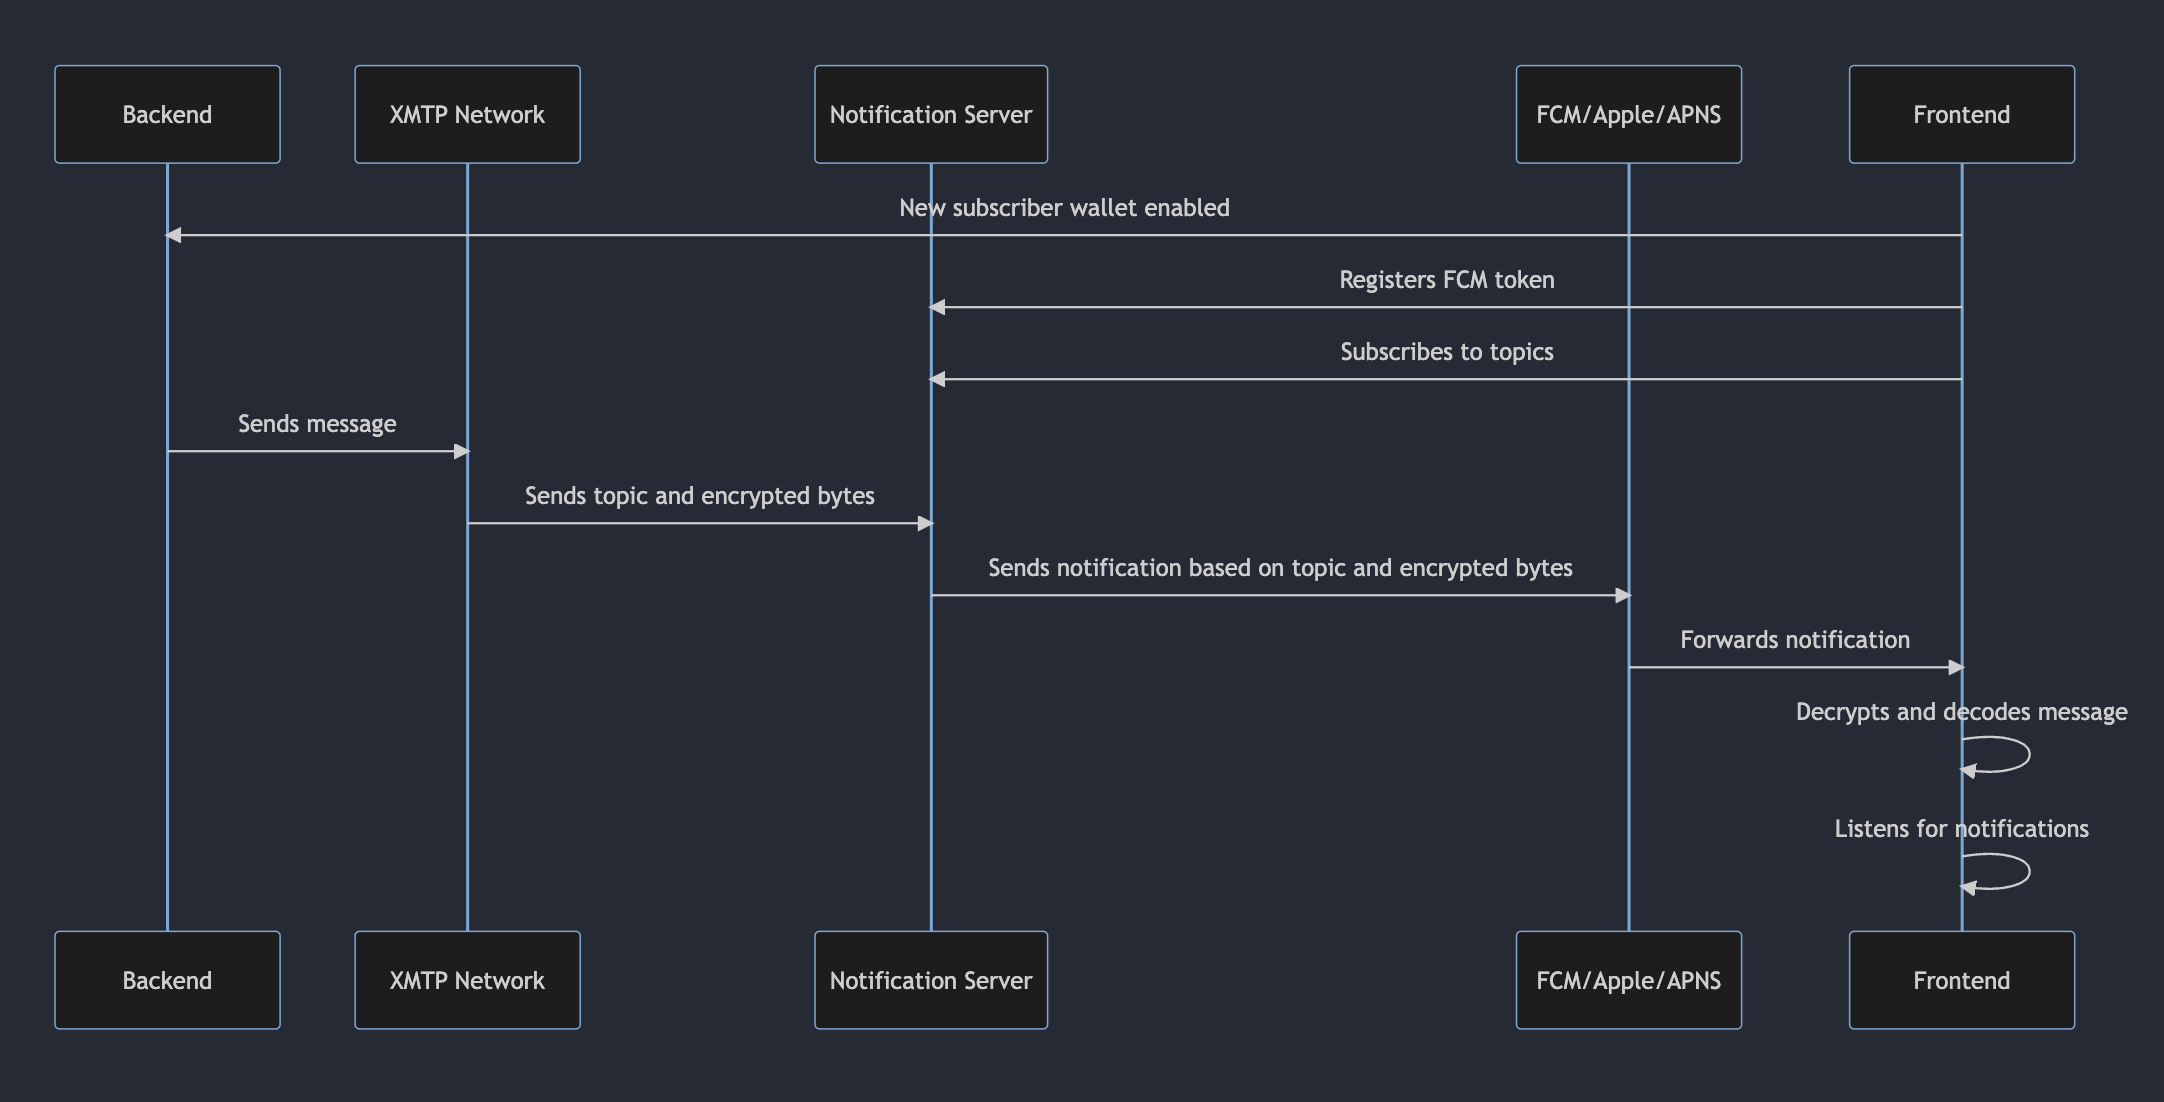 Backend
XMTP Network
Notification Server
FCM/Apple/APNS
Frontend
New subscriber wallet enabled
Registers FCM token
Subscribes to topics
Sends message
Sends topic and encrypted bytes
Sends notification based on topic and encrypted bytes
Forwards notification
Decrypts and decodes message
Listens for notifications
Backend
XMTP Network
Notification Server
FCM/Apple/APNS
Frontend